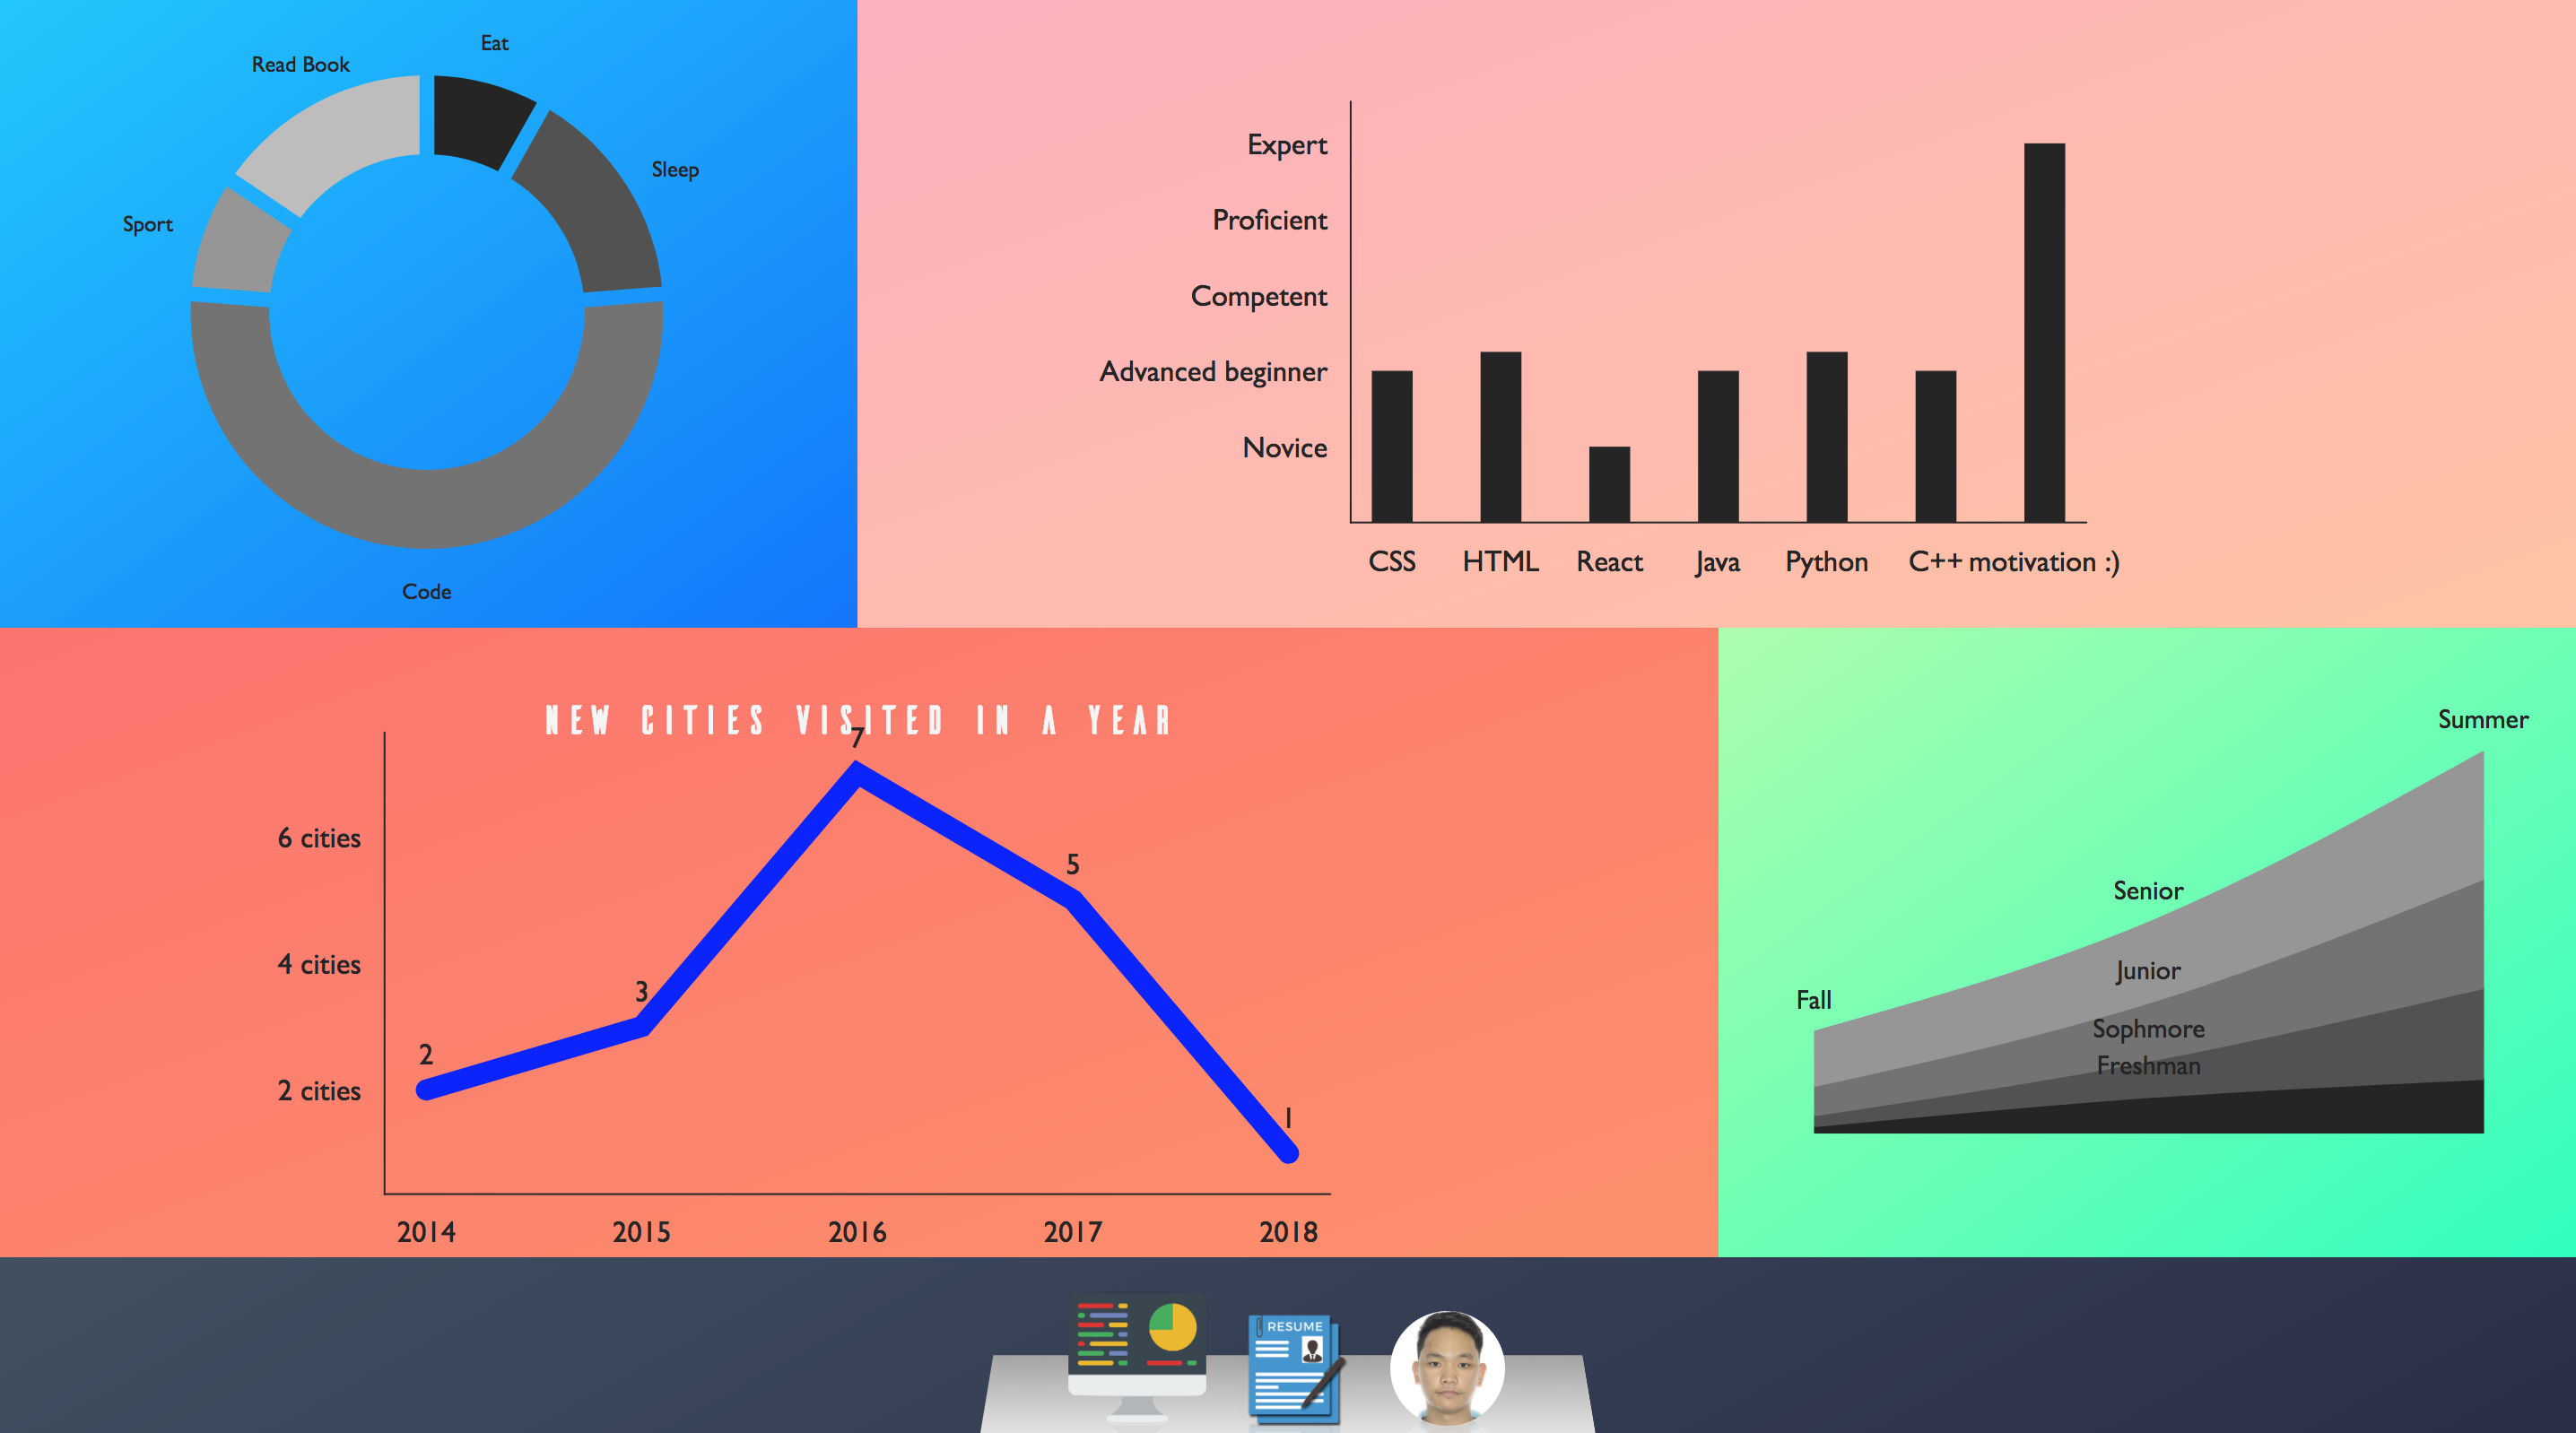 Eat
Read Book
Sleep
Sport
Code
Expert
Proficient
Competent
Advanced beginner
Novice
CSS HTML React Java Python C++ motivation :)
NEW CITIES VISITED IN A YEAR
7
6 cities
5
4 cities
3
2
2 cities
1
2014 2015 2016 2017 2018
Summer
Senior
Junior
Fall
Sophmore
Freshman
RESUME